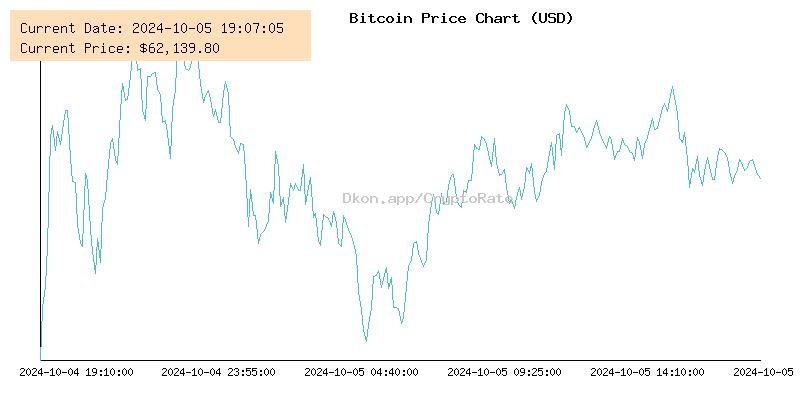 Bitcoin Price Chart (USD)
Current Date: 2024-10-05 19:07:05
Current Price: $62,139.80
Dkon.app/CryptoRate
2024-10-04 19:10:00
2024-10-04 23:55:00
2024-10-05 04:40:00
2024-10-05 09:25:00
2024-10-05 14:10:00
2024-10-05